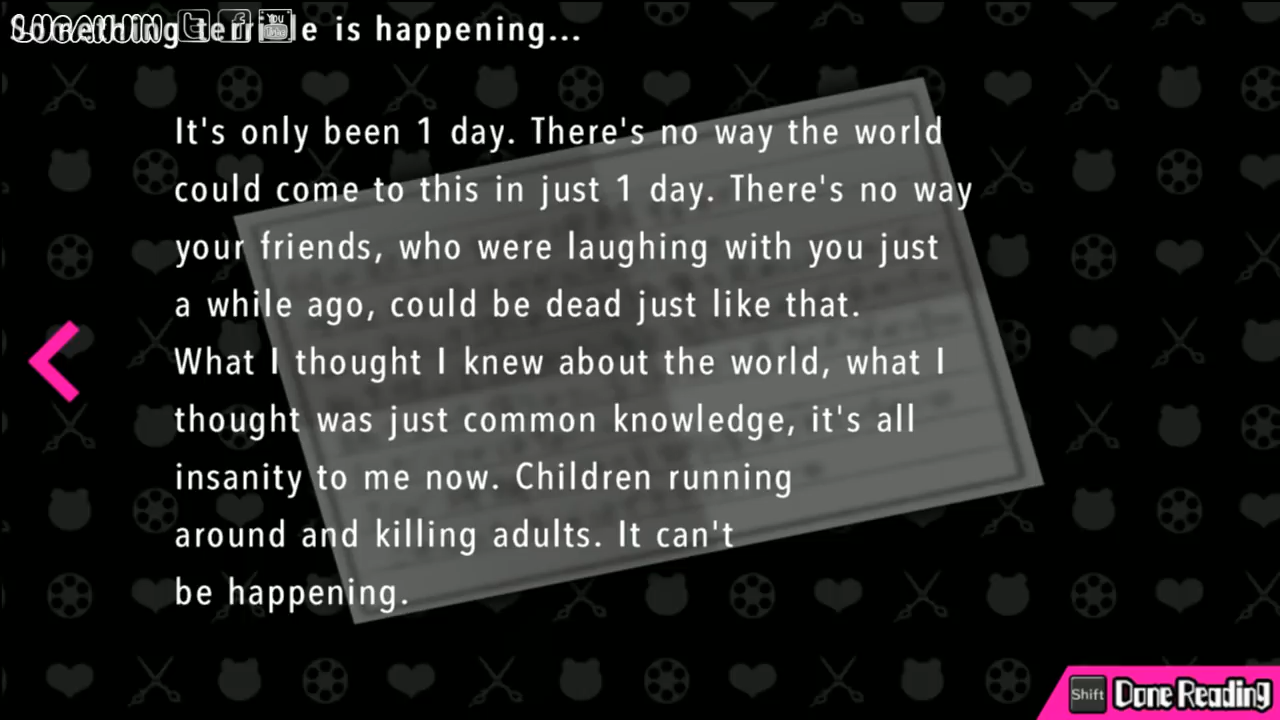 Something terrible is happening...
It's only been 1 day. There's no way the world
could come to this in just 1 day. There's no way
your friends, who were laughing with you just
a while ago, could be dead just like that.
What I thought I knew about the world, what I
thought was just common knowledge, it's all
insanity to me now. Children running
around and killing adults. It can't
be happening.
Shift Done Reading